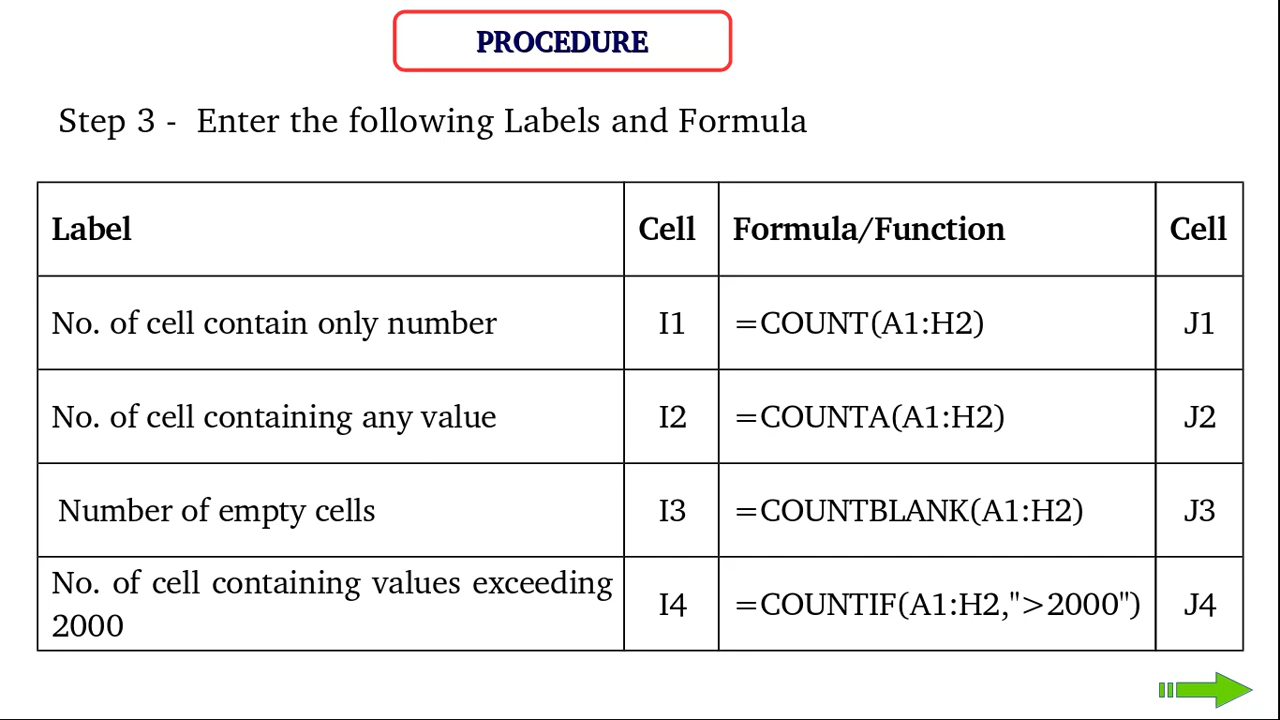 PROCEDURE
Step 3 - Enter the following Labels and Formula
Label Cell Formula/Function Cell
No. of cell contain only number I1 =COUNT(A1:H2) J1
No. of cell containing any value I2 =COUNTA(A1:H2) J2
Number of empty cells I3 =COUNTBLANK(A1:H2) J3
No. of cell containing values exceeding
2000 I4 =COUNTIF(A1:H2,">2000") J4